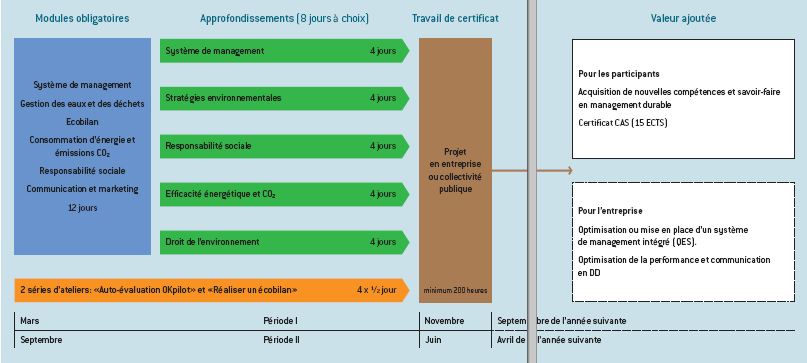 Modules obligatoires
Approfondissements (8 jours à choix)
Travail de certificat
Valeur ajoutée
Système de management
Gestion des eaux et des déchets
Ecobilan
Consommation d'énergie et
émissions CO₂
Responsabilité sociale
Communication et marketing
12 jours
Système de management 4 jours
Stratégies environnementales 4 jours
Responsabilité sociale 4 jours
Efficacité énergétique et CO₂ 4 jours
Droit de l'environnement 4 jours
Projet
en entreprise
ou collectivité
publique
minimum 200 heures
Pour les participants
Acquisition de nouvelles compétences et savoir-faire
en management durable
Certificat CAS (15 ECTS)
Pour l'entreprise
Optimisation ou mise en place d'un système
de management intégré (QES).
Optimisation de la performance et communication
en DD
2 séries d'ateliers: «Auto-évaluation OKpilot» et «Réaliser un écobilan» 4 x ½ jour
Mars Période I Novembre Septembre de l'année suivante
Septembre Période II Juin Avril de l'année suivante